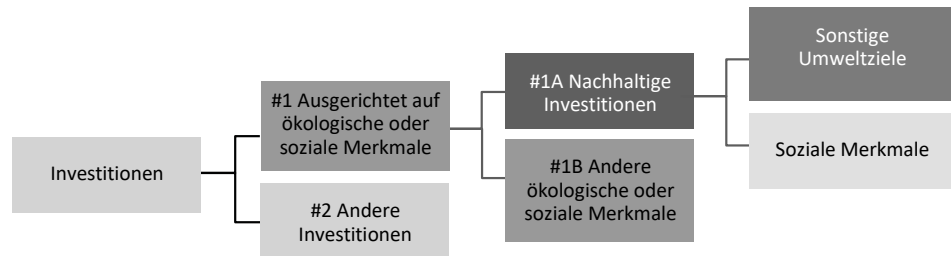 Investitionen
#1 Ausgerichtet auf
ökologische oder
soziale Merkmale
#2 Andere
Investitionen
#1A Nachhaltige
Investitionen
#1B Andere
ökologische oder
soziale Merkmale
Sonstige
Umweltziele
Soziale Merkmale